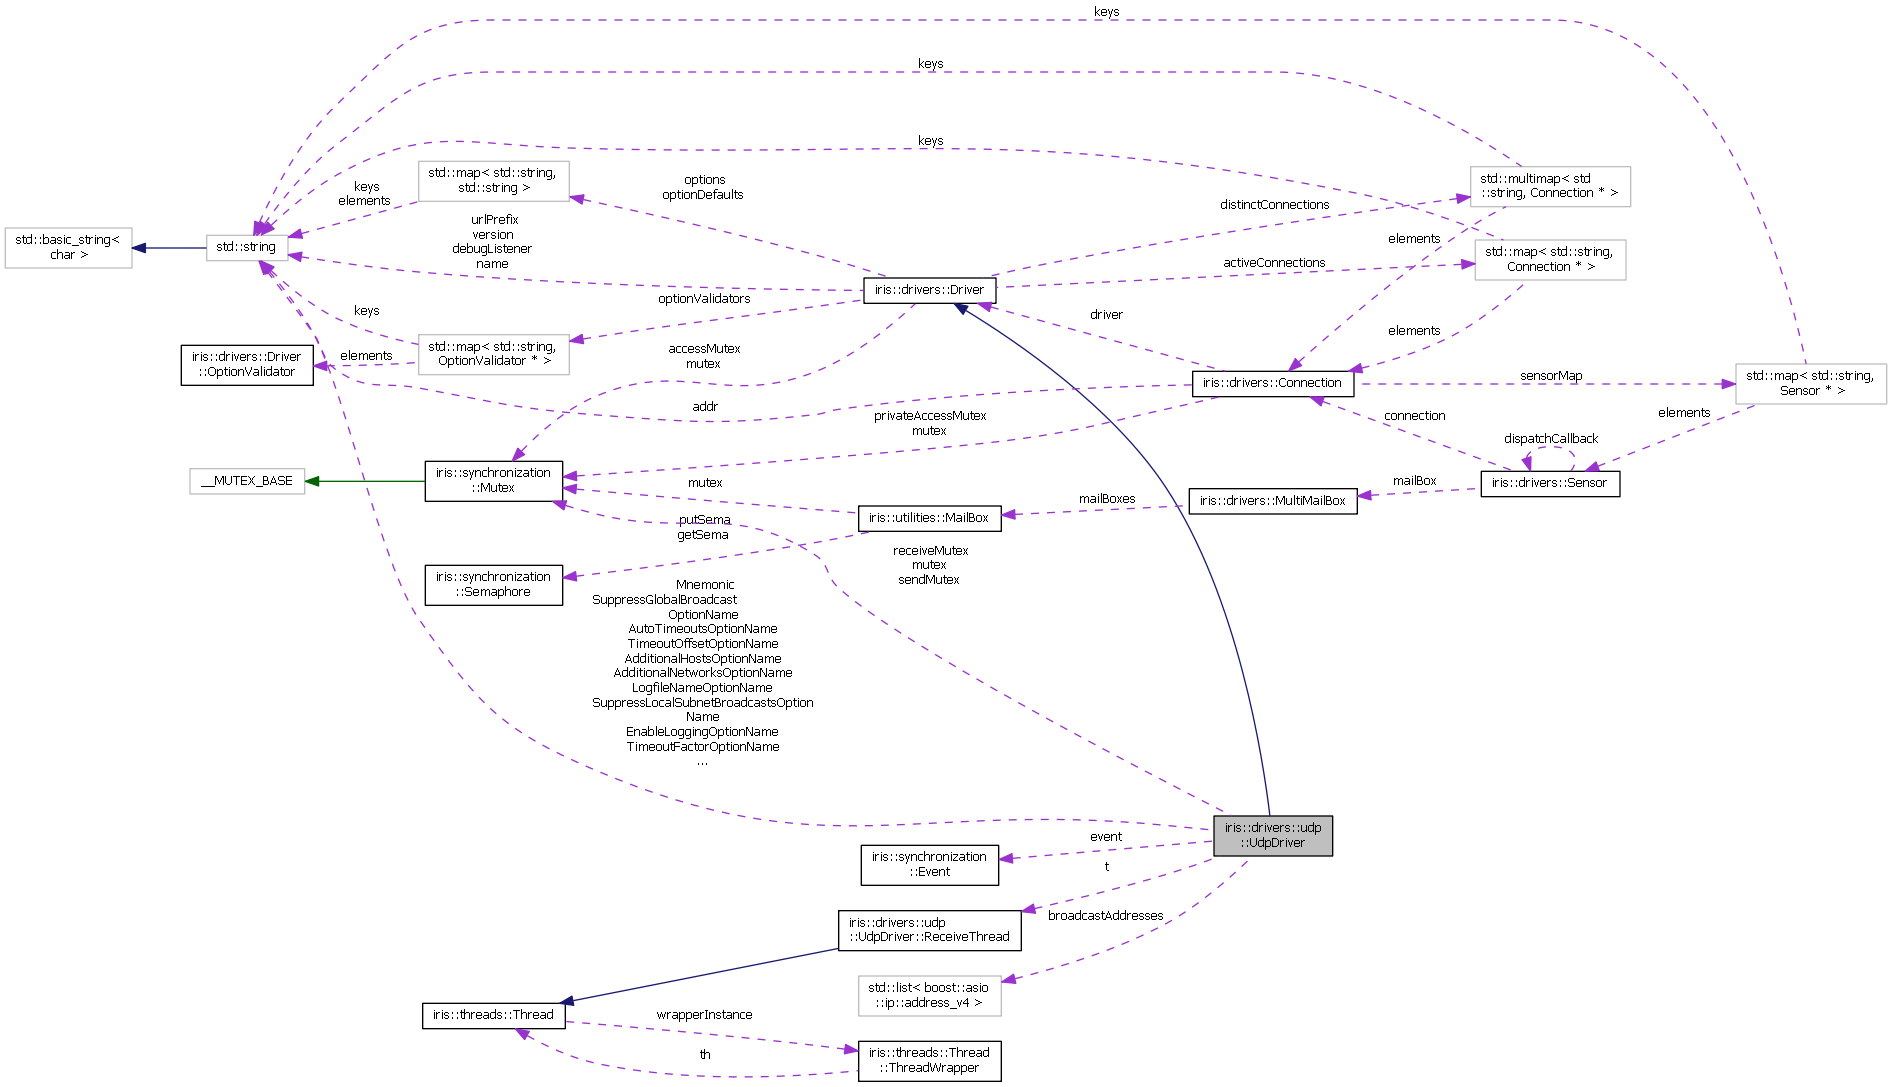 keys
keys
keys
std::map< std::string,
std::string >
keys
elements
options
optionDefaults
std::multimap< std
::string, Connection * >
distinctConnections
urlPrefix
version
debugListener
name
std::basic_string<
char >
std::string
elements
std::map< std::string,
Connection * >
activeConnections
iris::drivers::Driver
optionValidators
keys
driver
elements
std::map< std::string,
OptionValidator * >
iris::drivers::Driver
::OptionValidator
elements
accessMutex
mutex
iris::drivers::Connection
sensorMap
std::map< std::string,
Sensor * >
addr
privateAccessMutex
mutex
connection
elements
dispatchCallback
__MUTEX_BASE
iris::synchronization
::Mutex
mutex
mailBox
iris::drivers::Sensor
mailBoxes
iris::drivers::MultiMailBox
iris::utilities::MailBox
putSema
getSema
receiveMutex
mutex
sendMutex
iris::synchronization
::Semaphore
Mnemonic
SuppressGlobalBroadcast
OptionName
AutoTimeoutsOptionName
TimeoutOffsetOptionName
AdditionalHostsOptionName
AdditionalNetworksOptionName
LogfileNameOptionName
SuppressLocalSubnetBroadcastsOption
Name
EnableLoggingOptionName
TimeoutFactorOptionName
...
iris::drivers::udp
::UdpDriver
event
iris::synchronization
::Event
t
iris::drivers::udp
::UdpDriver::ReceiveThread
broadcastAddresses
std::list< boost::asio
::ip::address_v4 >
iris::threads::Thread
wrapperInstance
th
iris::threads::Thread
::ThreadWrapper